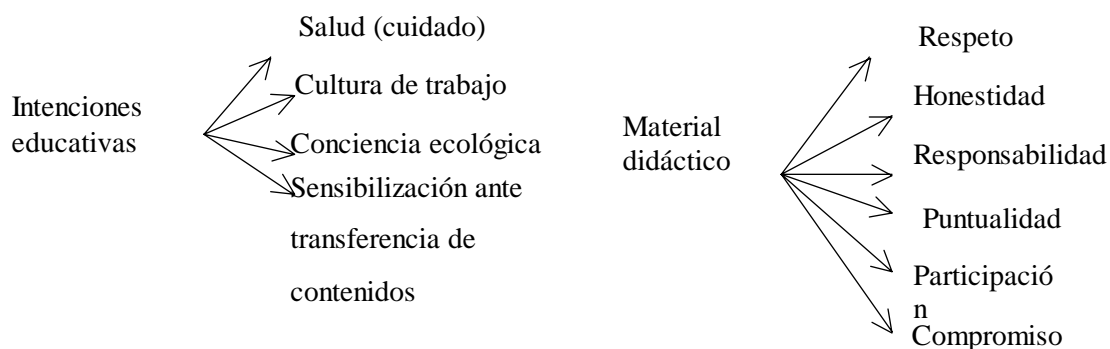 Intenciones
educativas
Salud (cuidado)
Cultura de trabajo
Conciencia ecológica
Sensibilización ante
transferencia de
contenidos
Material
didáctico
Respeto
Honestidad
Responsabilidad
Puntualidad
Participació
n
Compromiso